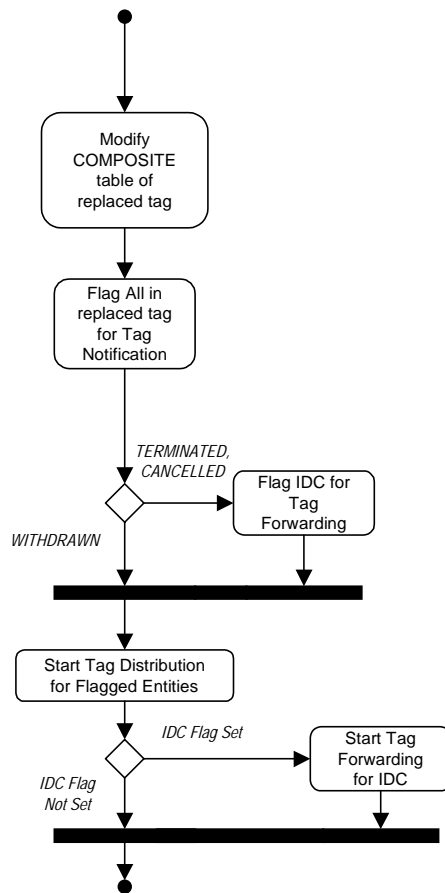 Modify
COMPOSITE
table of
replaced tag
Flag All in
replaced tag
for Tag
Notification
TERMINATED,
CANCELLED
Flag IDC for
Tag
Forwarding
WITHDRAWN
Start Tag Distribution
for Flagged Entities
IDC Flag Set
Start Tag
Forwarding
for IDC
IDC Flag
Not Set